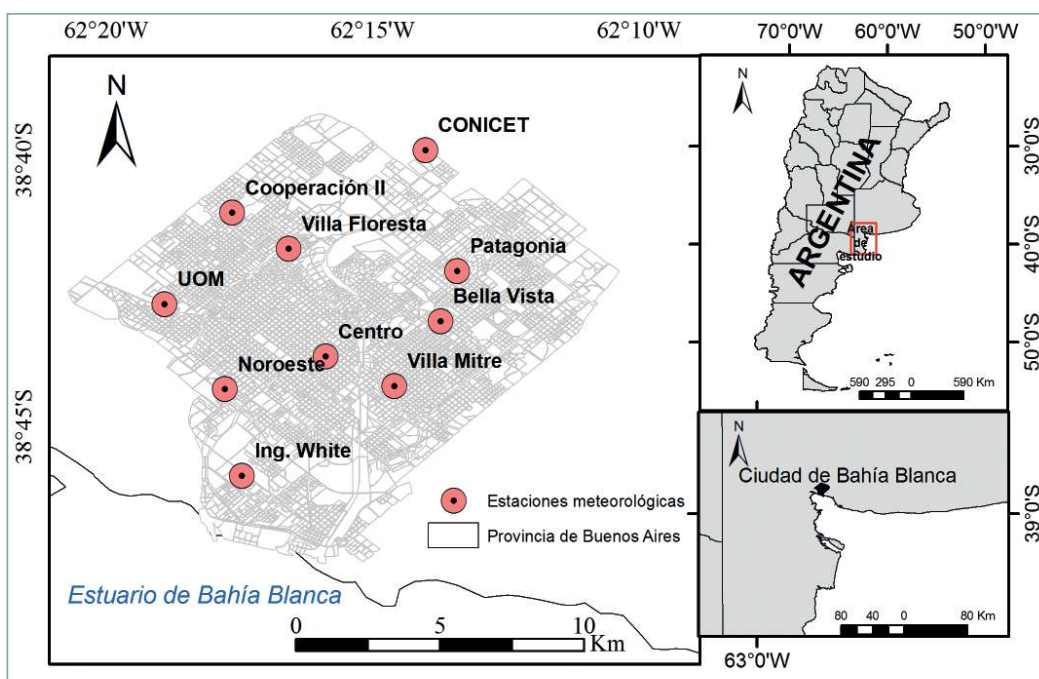 62°20'W 62°15'W 62°10'W
38°40'S
38°45'S
N
CONICET
Cooperación II
Villa Floresta
Patagonia
UOM
Bella Vista
Centro
Villa Mitre
Noroeste
Ing. White
Estaciones meteorológicas
Provincia de Buenos Aires
Estuario de Bahía Blanca
0 5 10
Km
70°0'W 60°0'W 50°0'W
N
30°0'S
40°0'S
50°0'S
ARGENTINA
Área
de
estudio
590 295 0 590 Km
N
Ciudad de Bahía Blanca
39°0'S
80 40 0 80 Km
63°0'W